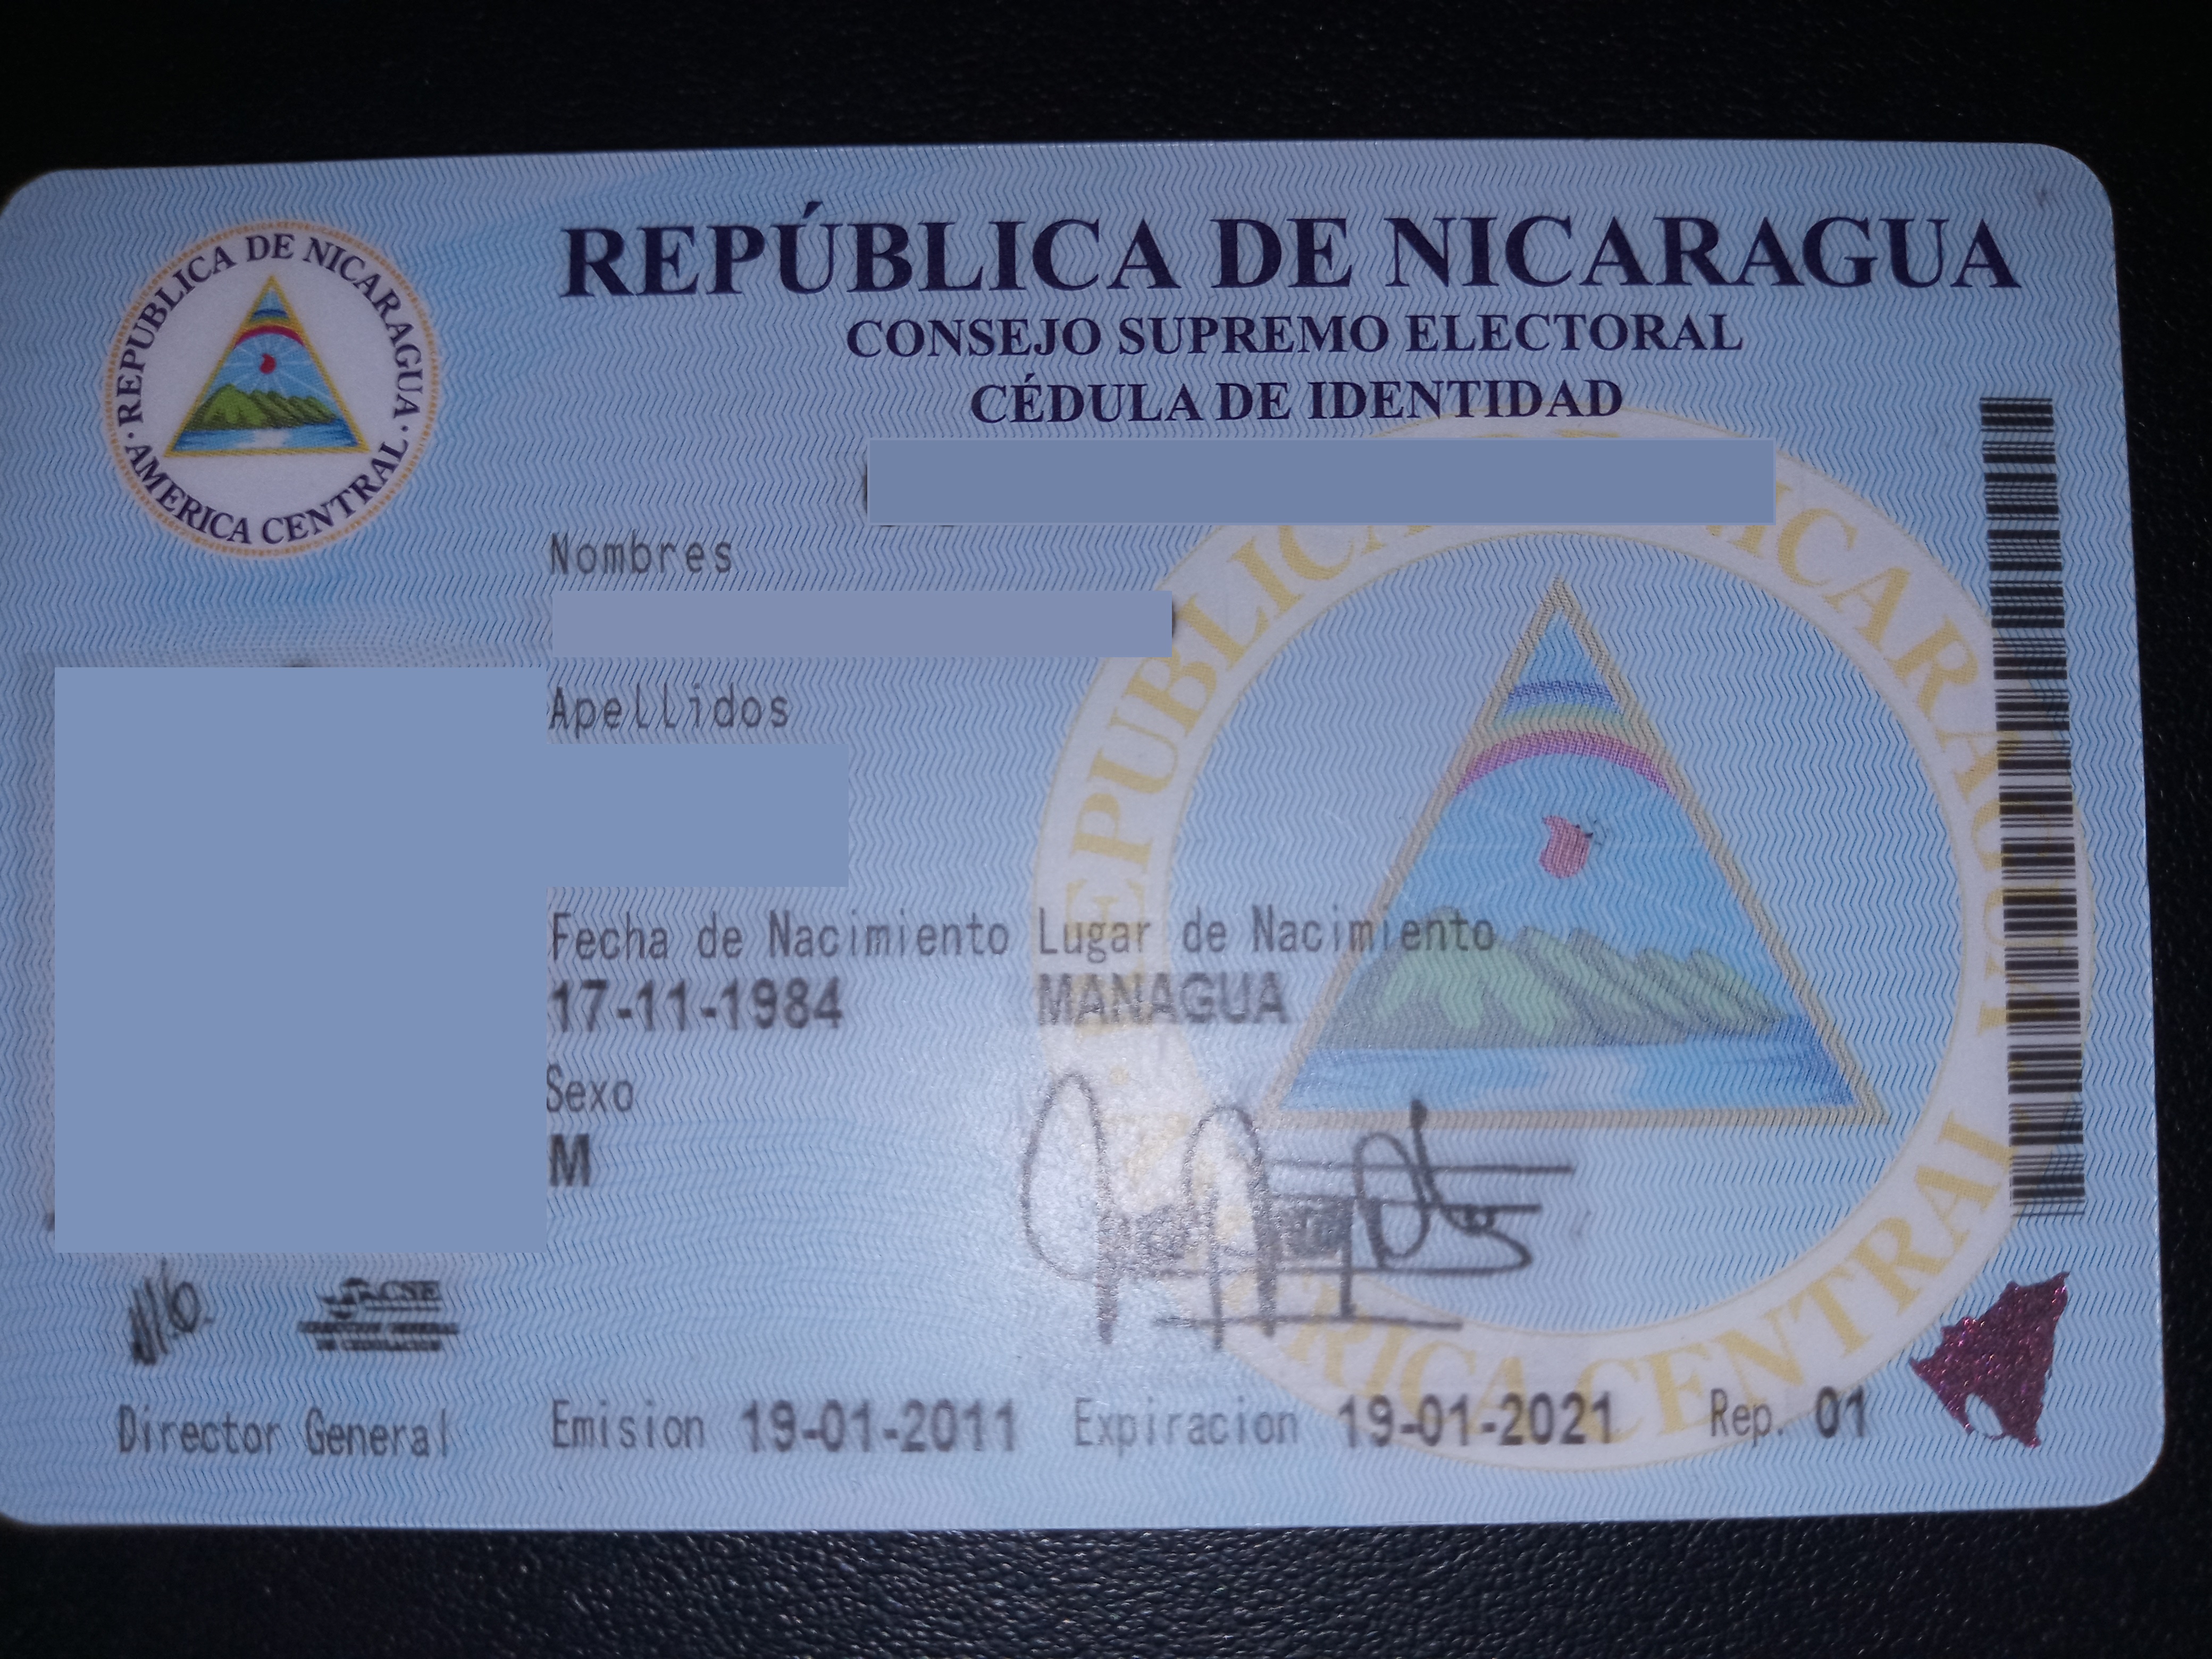 REPUBLICA DE NICARAGUA
AMERICA CENTRAL
REPÚBLICA DE NICARAGUA
CONSEJO SUPREMO ELECTORAL
CÉDULA DE IDENTIDAD
Nombres
Apellidos
Fecha de Nacimiento Lugar de Nacimiento
17-11-1984 MANAGUA
Sexo
M
CSE
Director General Emision 19-01-2011 Expiracion 19-01-2021 Rep. 01